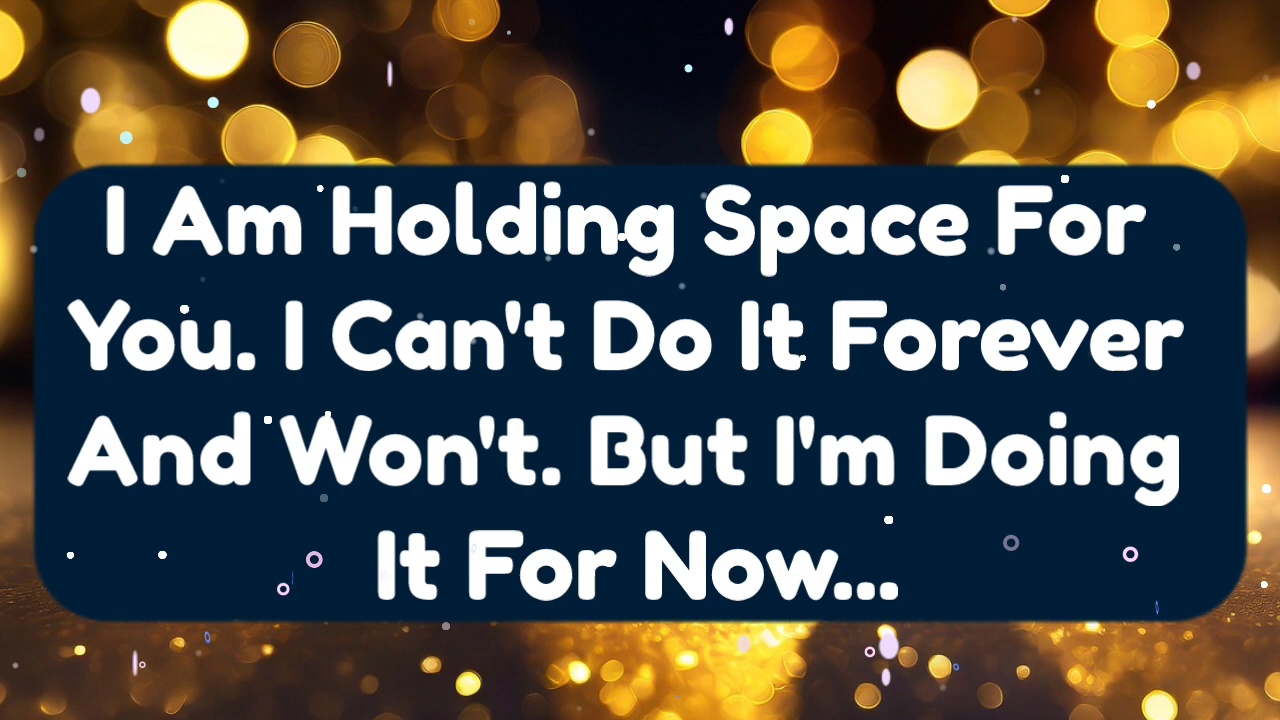 I Am Holding Space For
You. I Can't Do It Forever
And Won't. But I'm Doing
It For Now...